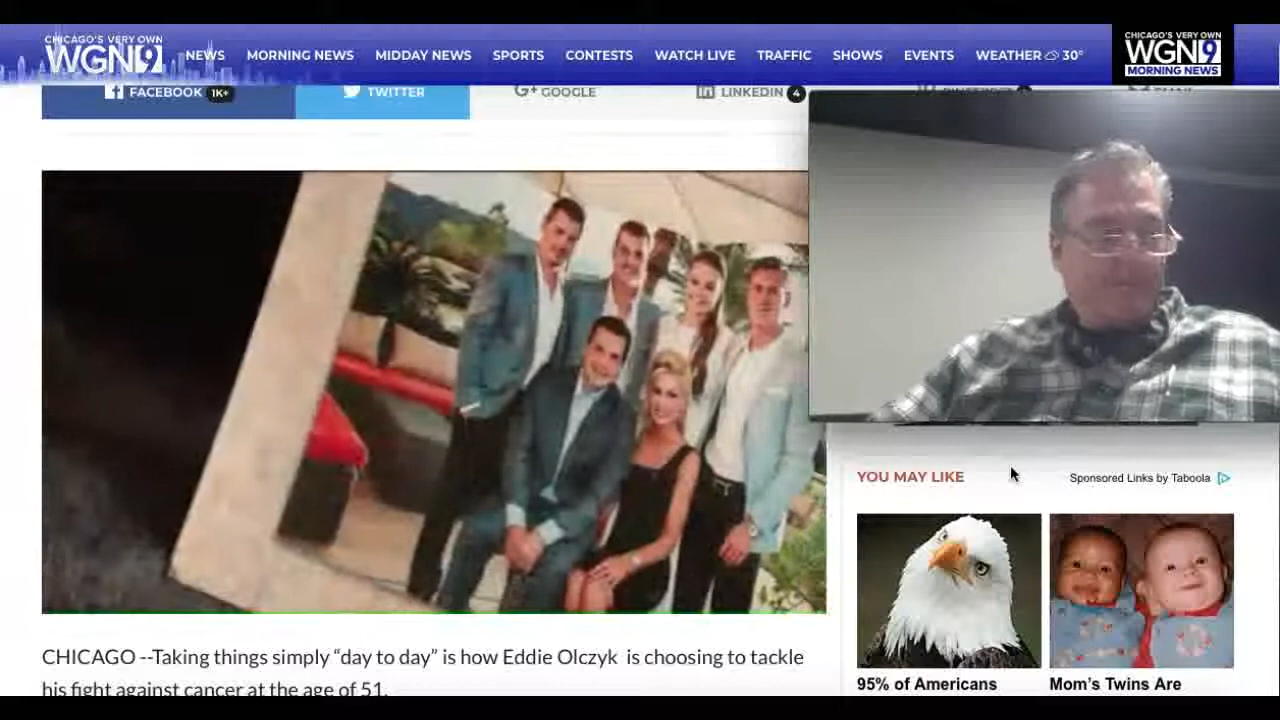 CHICAGO'S VERY OWN
WGN9
NEWS MORNING NEWS MIDDAY NEWS SPORTS CONTESTS WATCH LIVE TRAFFIC SHOWS EVENTS WEATHER 30°
CHICAGO'S VERY OWN
WGN9
MORNING NEWS
FACEBOOK 1K+ TWITTER G+ GOOGLE LINKEDIN 4
YOU MAY LIKE
Sponsored Links by Taboola
95% of Americans
Mom's Twins Are
CHICAGO --Taking things simply “day to day” is how Eddie Olczyk is choosing to tackle
his fight against cancer at the age of 51.